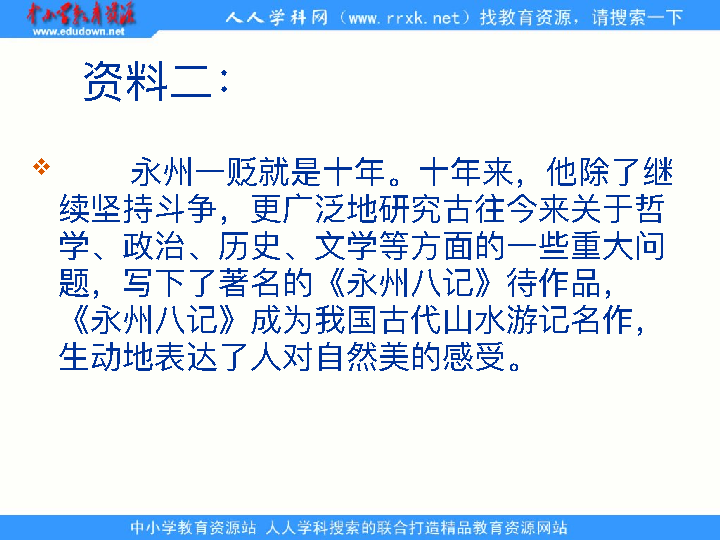 中小学教育资源
www.edudown.net
人人学科网（www.rrxk.net）找教育资源，请搜索一下
资料二：
永州一贬就是十年。十年来，他除了继
续坚持斗争，更广泛地研究古往今来关于哲
学、政治、历史、文学等方面的一些重大问
题，写下了著名的《永州八记》待作品，
《永州八记》成为我国古代山水游记名作，
生动地表达了人对自然美的感受。
中小学教育资源站 人人学科搜索的联合打造精品教育资源网站